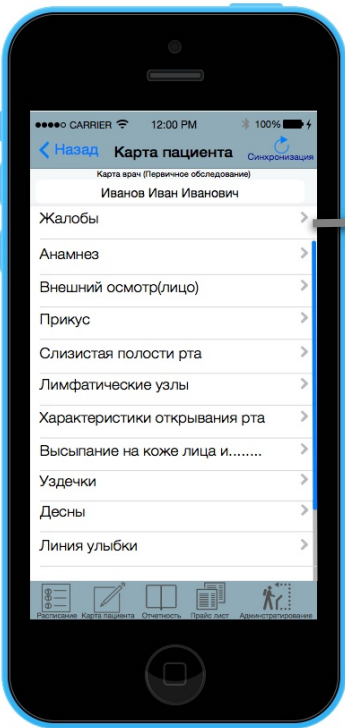 CARRIER 12:00 PM 100%
Назад Карта пациента Синхронизация
Карта врач (Первичное обследование)
Иванов Иван Иванович
Жалобы
Анамнез
Внешний осмотр(лицо)
Прикус
Слизистая полости рта
Лимфатические узлы
Характеристики открывания рта
Высыпание на коже лица и........
Уздечки
Десны
Линия улыбки
Расписание Карта пациента Отчетность Прайс лист Администратирование